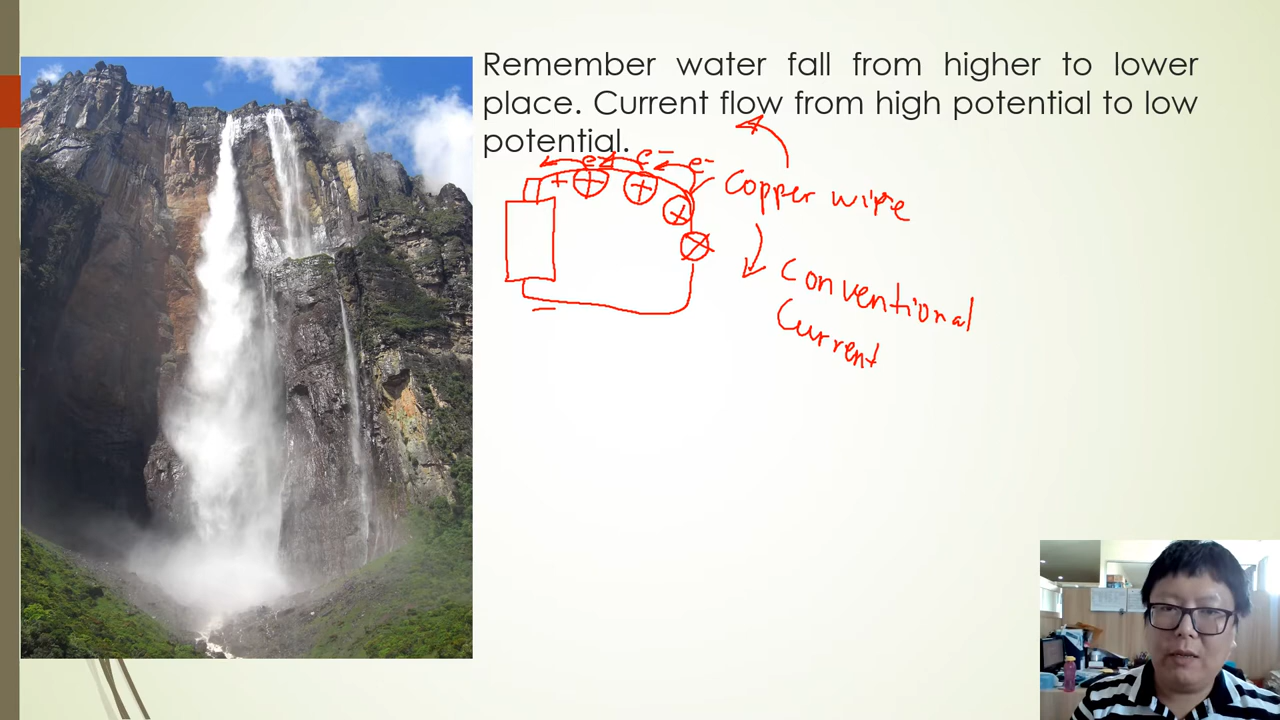 Remember water fall from higher to lower
place. Current flow from high potential to low
potential.
e- e- e-
+ + +
Copper wire
Conventional
Current
-